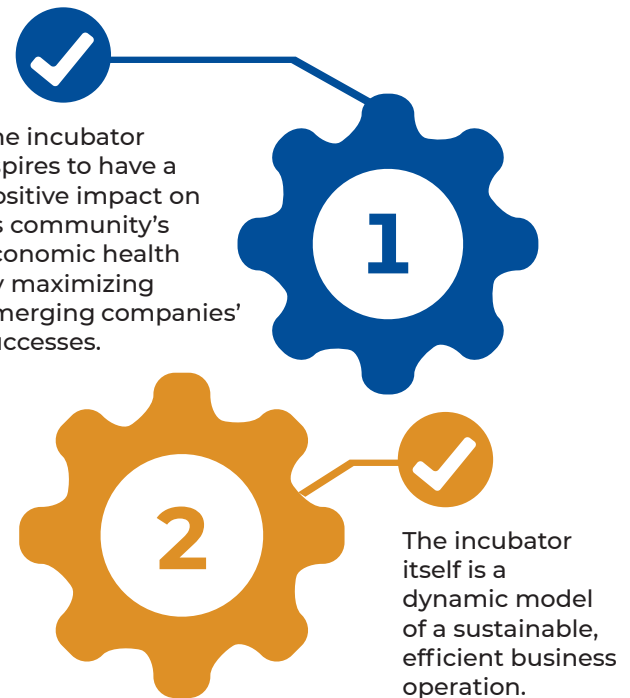 he incubator
spires to have a
ositive impact on
s community's
conomic health
y maximizing
merging companies'
uccesses.
1
2
The incubator
itself is a
dynamic model
of a sustainable,
efficient business
operation.